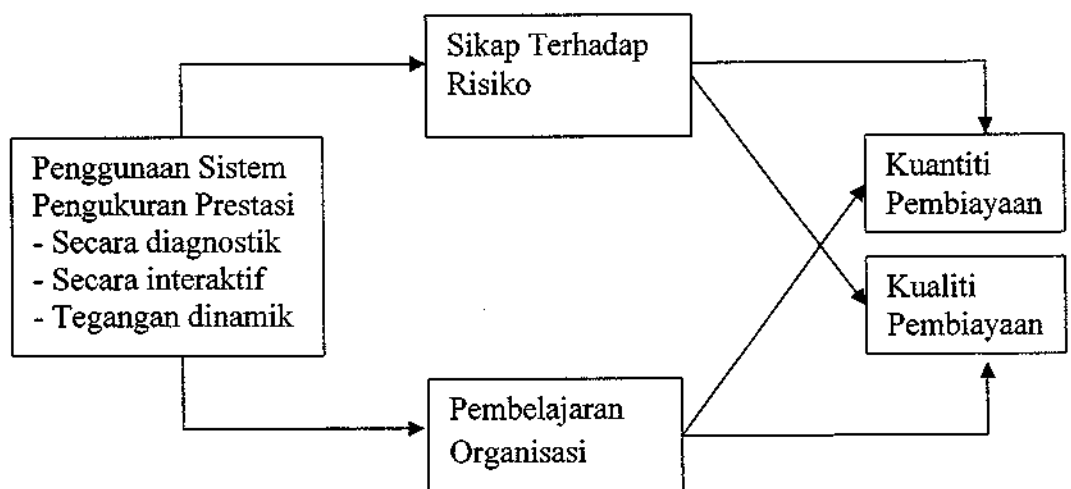 Sikap Terhadap
Risiko
Penggunaan Sistem
Pengukuran Prestasi
- Secara diagnostik
- Secara interaktif
- Tegangan dinamik
Kuantiti
Pembiayaan
Kualiti
Pembiayaan
Pembelajaran
Organisasi